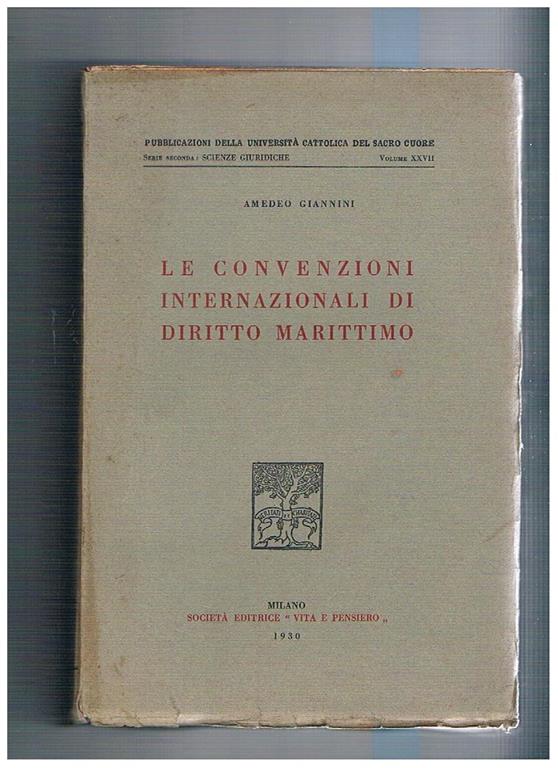 PUBBLICAZIONI DELLA UNIVERSITÀ CATTOLICA DEL SACRO CUORE
SERIE SECONDA: SCIENZE GIURIDICHE VOLUME XXVII
AMEDEO GIANNINI
LE CONVENZIONI
INTERNAZIONALI DI
DIRITTO MARITTIMO
MILANO
SOCIETÀ EDITRICE “ VITA E PENSIERO „
1930